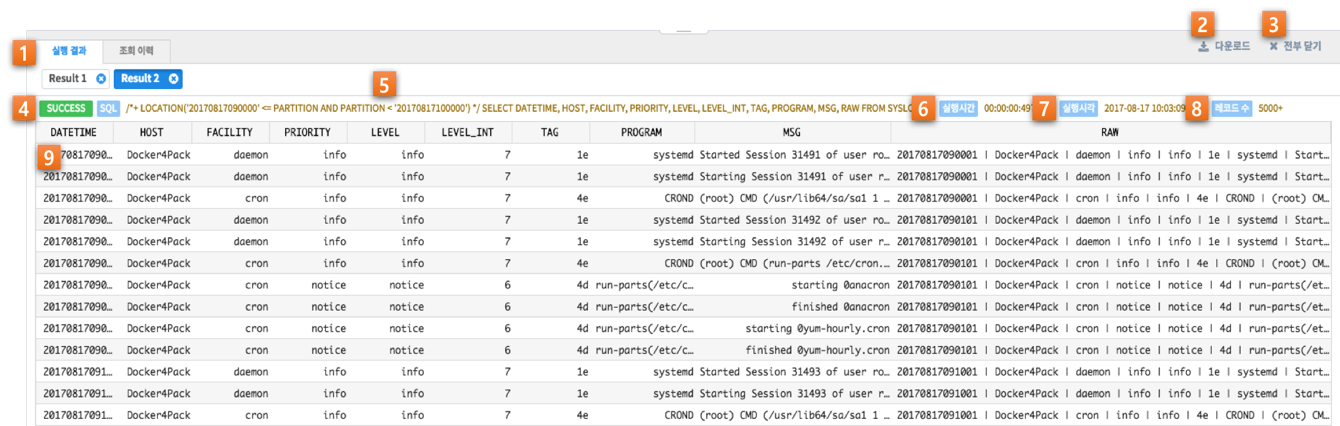 2 다운로드 3 전부 닫기
1 실행 결과 조회 이력
Result 1 Result 2
5
4 SUCCESS SQL /*+ LOCATION('20170817090000' <= PARTITION AND PARTITION < '20170817100000') */ SELECT DATETIME, HOST, FACILITY, PRIORITY, LEVEL, LEVEL_INT, TAG, PROGRAM, MSG, RAW FROM SYSLO 6 실행시간 00:00:00:497 7 실행시각 2017-08-17 10:03:09 8 레코드 수 5000+
DATETIME HOST FACILITY PRIORITY LEVEL LEVEL_INT TAG PROGRAM MSG RAW
9 0170817090… Docker4Pack daemon info info 7 1e systemd Started Session 31491 of user ro… 20170817090001 | Docker4Pack | daemon | info | info | 1e | systemd | Start…
20170817090… Docker4Pack daemon info info 7 1e systemd Starting Session 31491 of user r… 20170817090001 | Docker4Pack | daemon | info | info | 1e | systemd | Start…
20170817090… Docker4Pack cron info info 7 4e CROND (root) CMD (/usr/lib64/sa/sa1 1 … 20170817090001 | Docker4Pack | cron | info | info | 4e | CROND | (root) CM…
20170817090… Docker4Pack daemon info info 7 1e systemd Started Session 31492 of user ro… 20170817090101 | Docker4Pack | daemon | info | info | 1e | systemd | Start…
20170817090… Docker4Pack daemon info info 7 1e systemd Starting Session 31492 of user r… 20170817090101 | Docker4Pack | daemon | info | info | 1e | systemd | Start…
20170817090… Docker4Pack cron info info 7 4e CROND (root) CMD (run-parts /etc/cron.… 20170817090101 | Docker4Pack | cron | info | info | 4e | CROND | (root) CM…
20170817090… Docker4Pack cron notice notice 6 4d run-parts(/etc/c… starting 0anacron 20170817090101 | Docker4Pack | cron | notice | notice | 4d | run-parts(/et…
20170817090… Docker4Pack cron notice notice 6 4d run-parts(/etc/c… finished 0anacron 20170817090101 | Docker4Pack | cron | notice | notice | 4d | run-parts(/et…
20170817090… Docker4Pack cron notice notice 6 4d run-parts(/etc/c… starting 0yum-hourly.cron 20170817090101 | Docker4Pack | cron | notice | notice | 4d | run-parts(/et…
20170817090… Docker4Pack cron notice notice 6 4d run-parts(/etc/c… finished 0yum-hourly.cron 20170817090101 | Docker4Pack | cron | notice | notice | 4d | run-parts(/et…
20170817091… Docker4Pack daemon info info 7 1e systemd Started Session 31493 of user ro… 20170817091001 | Docker4Pack | daemon | info | info | 1e | systemd | Start…
20170817091… Docker4Pack daemon info info 7 1e systemd Starting Session 31493 of user r… 20170817091001 | Docker4Pack | daemon | info | info | 1e | systemd | Start…
20170817091… Docker4Pack cron info info 7 4e CROND (root) CMD (/usr/lib64/sa/sa1 1 … 20170817091001 | Docker4Pack | cron | info | info | 4e | CROND | (root) CM…